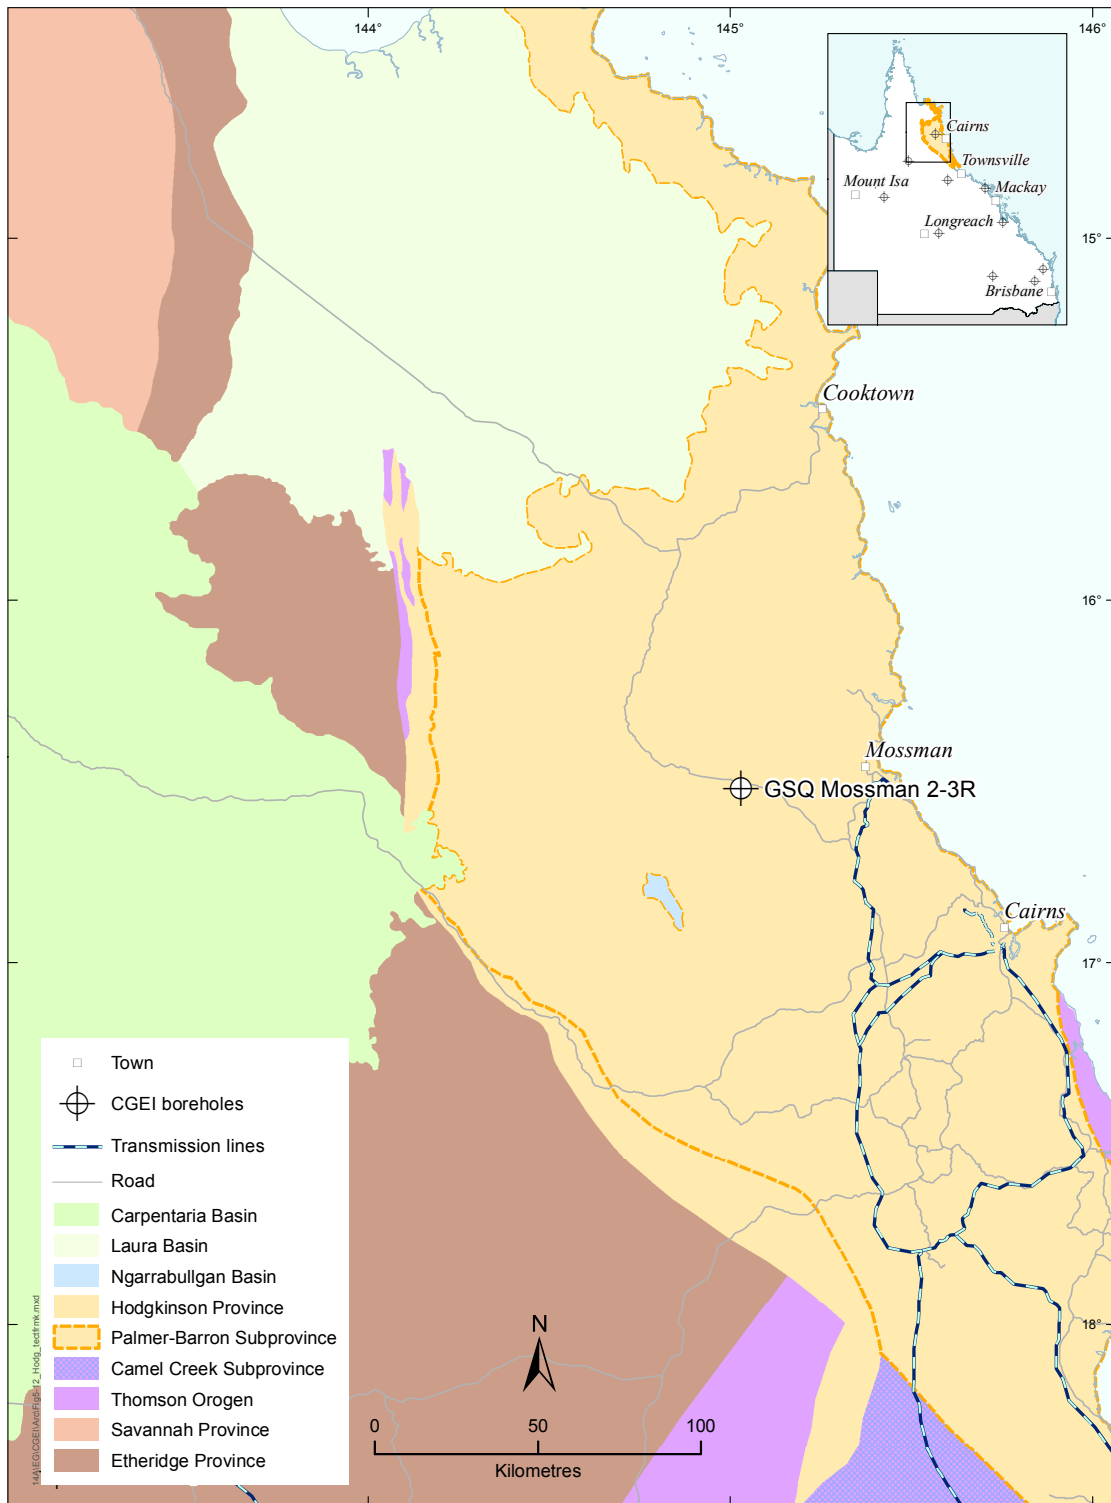 144°
145°
146°
Cairns
Townsville
Mount Isa
Mackay
Longreach
Brisbane
15°
Cooktown
16°
Mossman
GSQ Mossman 2-3R
Cairns
17°
Town
CGEI boreholes
Transmission lines
Road
Carpentaria Basin
Laura Basin
Ngarrabullgan Basin
Hodgkinson Province
Palmer-Barron Subprovince
Camel Creek Subprovince
Thomson Orogen
Savannah Province
Etheridge Province
N
18°
0 50 100
Kilometres